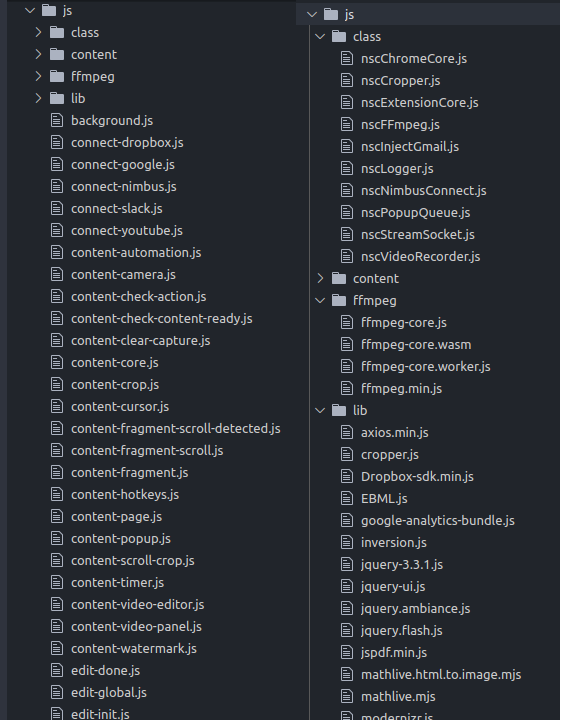 js
class
content
ffmpeg
lib
background.js
connect-dropbox.js
connect-google.js
connect-nimbus.js
connect-slack.js
connect-youtube.js
content-automation.js
content-camera.js
content-check-action.js
content-check-content-ready.js
content-clear-capture.js
content-core.js
content-crop.js
content-cursor.js
content-fragment-scroll-detected.js
content-fragment-scroll.js
content-fragment.js
content-hotkeys.js
content-page.js
content-popup.js
content-scroll-crop.js
content-timer.js
content-video-editor.js
content-video-panel.js
content-watermark.js
edit-done.js
edit-global.js
edit-init.js
js
class
nscChromeCore.js
nscCropper.js
nscExtensionCore.js
nscFFmpeg.js
nscInjectGmail.js
nscLogger.js
nscNimbusConnect.js
nscPopupQueue.js
nscStreamSocket.js
nscVideoRecorder.js
content
ffmpeg
ffmpeg-core.js
ffmpeg-core.wasm
ffmpeg-core.worker.js
ffmpeg.min.js
lib
axios.min.js
cropper.js
Dropbox-sdk.min.js
EBML.js
google-analytics-bundle.js
inversion.js
jquery-3.3.1.js
jquery-ui.js
jquery.ambiance.js
jquery.flash.js
jspdf.min.js
mathlive.html.to.image.mjs
mathlive.mjs
modernizr.js